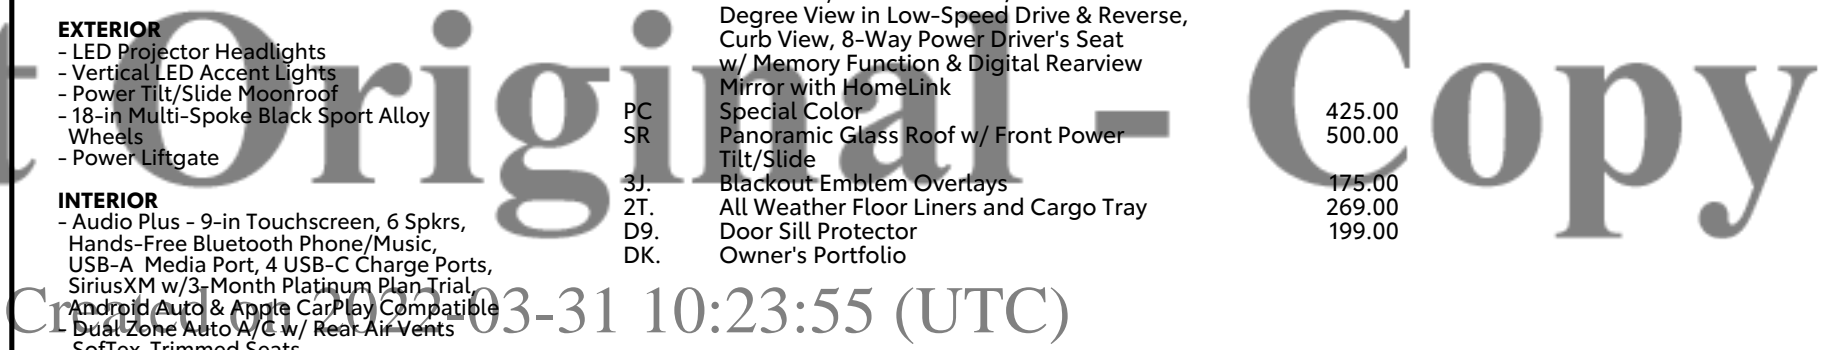 EXTERIOR
- LED Projector Headlights
- Vertical LED Accent Lights
- Power Tilt/Slide Moonroof
- 18-in Multi-Spoke Black Sport Alloy
Wheels
- Power Liftgate
INTERIOR
- Audio Plus - 9-in Touchscreen, 6 Spkrs,
Hands-Free Bluetooth Phone/Music,
USB-A Media Port, 4 USB-C Charge Ports,
SiriusXM w/3-Month Platinum Plan Trial,
Android Auto & Apple CarPlay Compatible
- Dual Zone Auto A/C w/ Rear Air Vents
SofTex-Trimmed Seats
Degree View in Low-Speed Drive & Reverse,
Curb View, 8-Way Power Driver's Seat
w/ Memory Function & Digital Rearview
Mirror with HomeLink
PC Special Color 425.00
SR Panoramic Glass Roof w/ Front Power 500.00
Tilt/Slide
3J. Blackout Emblem Overlays 175.00
2T. All Weather Floor Liners and Cargo Tray 269.00
D9. Door Sill Protector 199.00
DK. Owner's Portfolio
t Original - Copy
Created on 2022-03-31 10:23:55 (UTC)